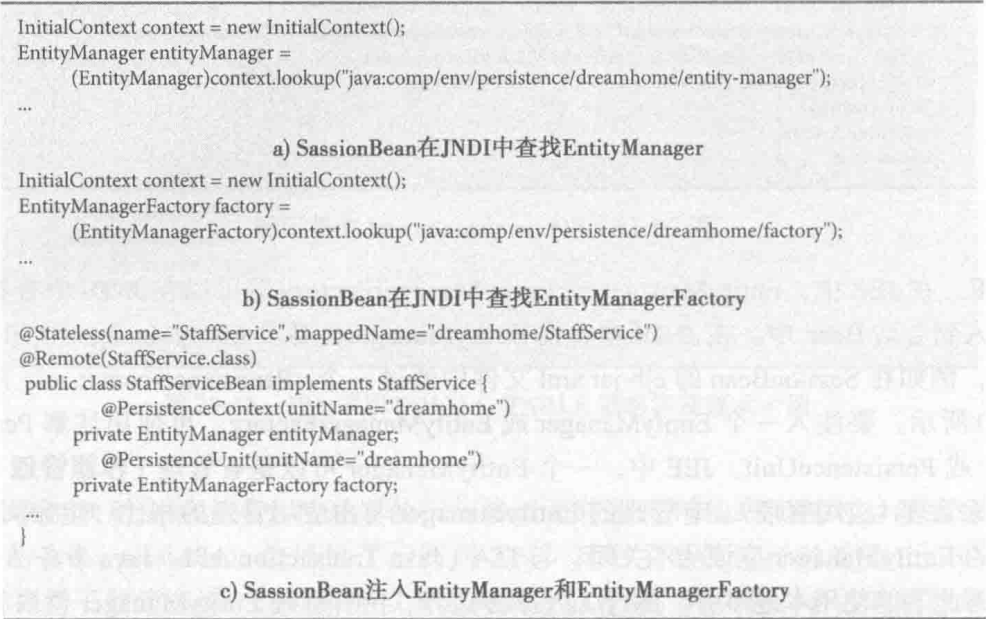 InitialContext context = new InitialContext();
EntityManager entityManager =
(EntityManager)context.lookup("java:comp/env/persistence/dreamhome/entity-manager");
...
a) SassionBean在JNDI中查找EntityManager
InitialContext context = new InitialContext();
EntityManagerFactory factory =
(EntityManagerFactory)context.lookup("java:comp/env/persistence/dreamhome/factory");
...
b) SassionBean在JNDI中查找EntityManagerFactory
@Stateless(name="StaffService", mappedName="dreamhome/StaffService")
@Remote(StaffService.class)
public class StaffServiceBean implements StaffService {
@PersistenceContext(unitName="dreamhome")
private EntityManager entityManager;
@PersistenceUnit(unitName="dreamhome")
private EntityManagerFactory factory;
...
}
c) SassionBean注入EntityManager和EntityManagerFactory